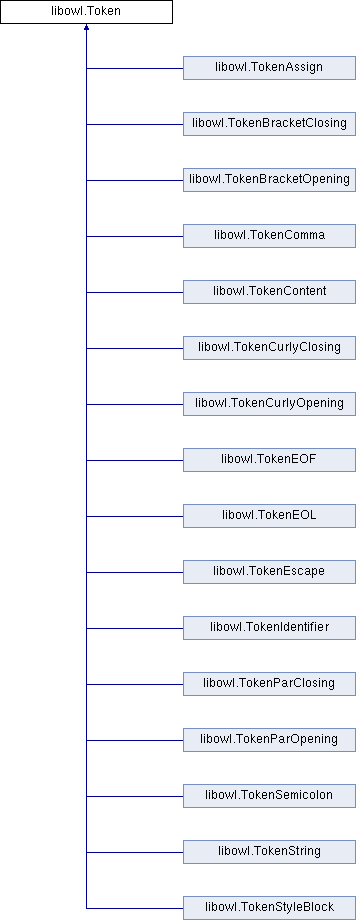 libowl.Token
libowl.TokenAssign
libowl.TokenBracketClosing
libowl.TokenBracketOpening
libowl.TokenComma
libowl.TokenContent
libowl.TokenCurlyClosing
libowl.TokenCurlyOpening
libowl.TokenEOF
libowl.TokenEOL
libowl.TokenEscape
libowl.TokenIdentifier
libowl.TokenParClosing
libowl.TokenParOpening
libowl.TokenSemicolon
libowl.TokenString
libowl.TokenStyleBlock